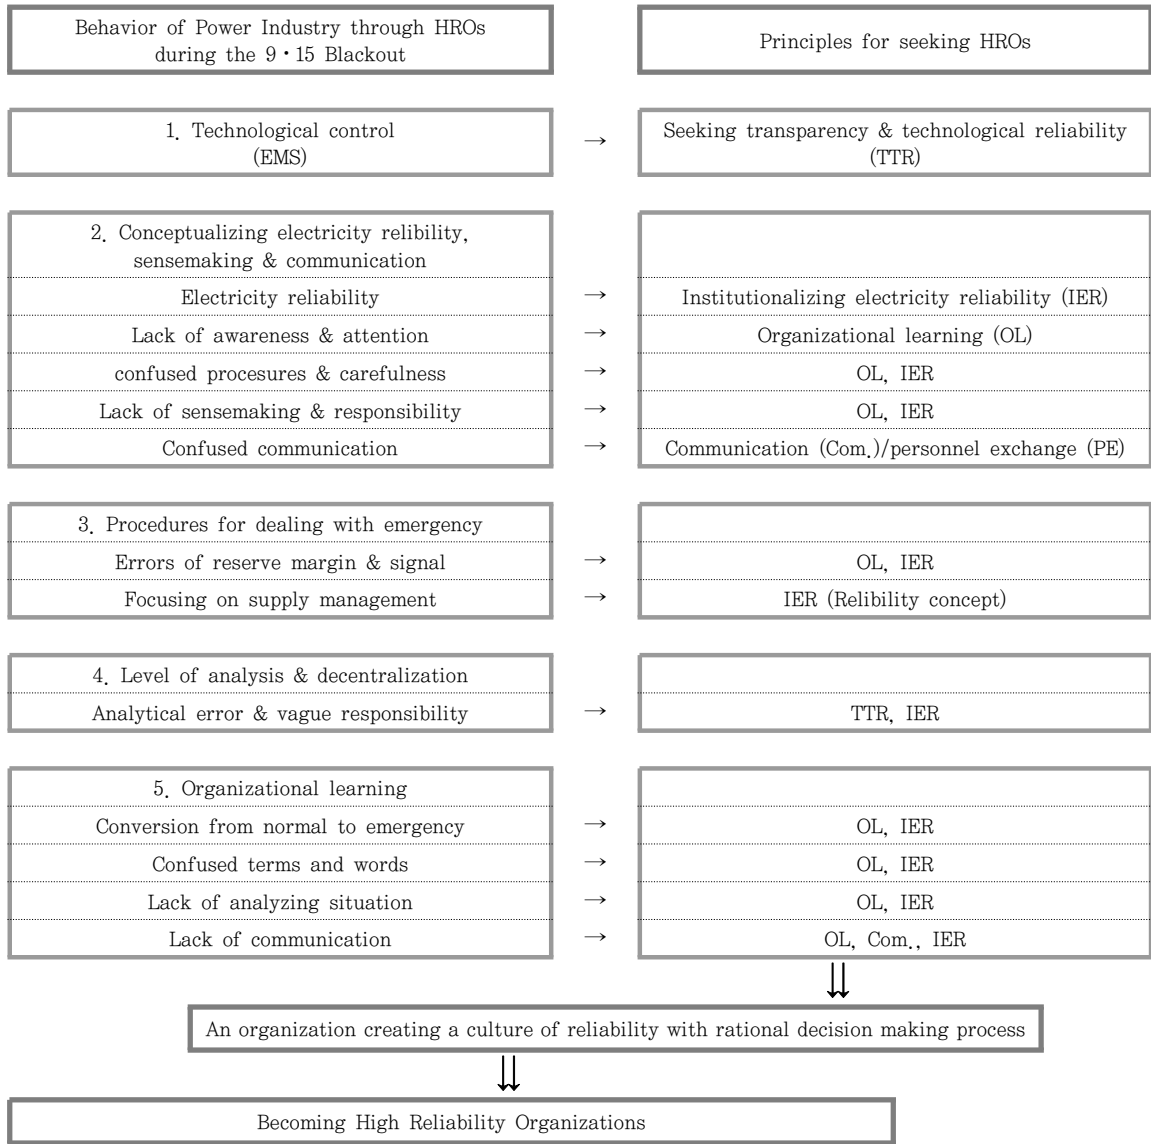 Behavior of Power Industry through HROs
during the 9·15 Blackout
Principles for seeking HROs
1. Technological control
(EMS)
→
Seeking transparency & technological reliability
(TTR)
2. Conceptualizing electricity relibility,
sensemaking & communication
Electricity reliability → Institutionalizing electricity reliability (IER)
Lack of awareness & attention → Organizational learning (OL)
confused procesures & carefulness → OL, IER
Lack of sensemaking & responsibility → OL, IER
Confused communication → Communication (Com.)/personnel exchange (PE)
3. Procedures for dealing with emergency
Errors of reserve margin & signal → OL, IER
Focusing on supply management → IER (Relibility concept)
4. Level of analysis & decentralization
Analytical error & vague responsibility → TTR, IER
5. Organizational learning
Conversion from normal to emergency → OL, IER
Confused terms and words → OL, IER
Lack of analyzing situation → OL, IER
Lack of communication → OL, Com., IER
⇓
An organization creating a culture of reliability with rational decision making process
⇓
Becoming High Reliability Organizations